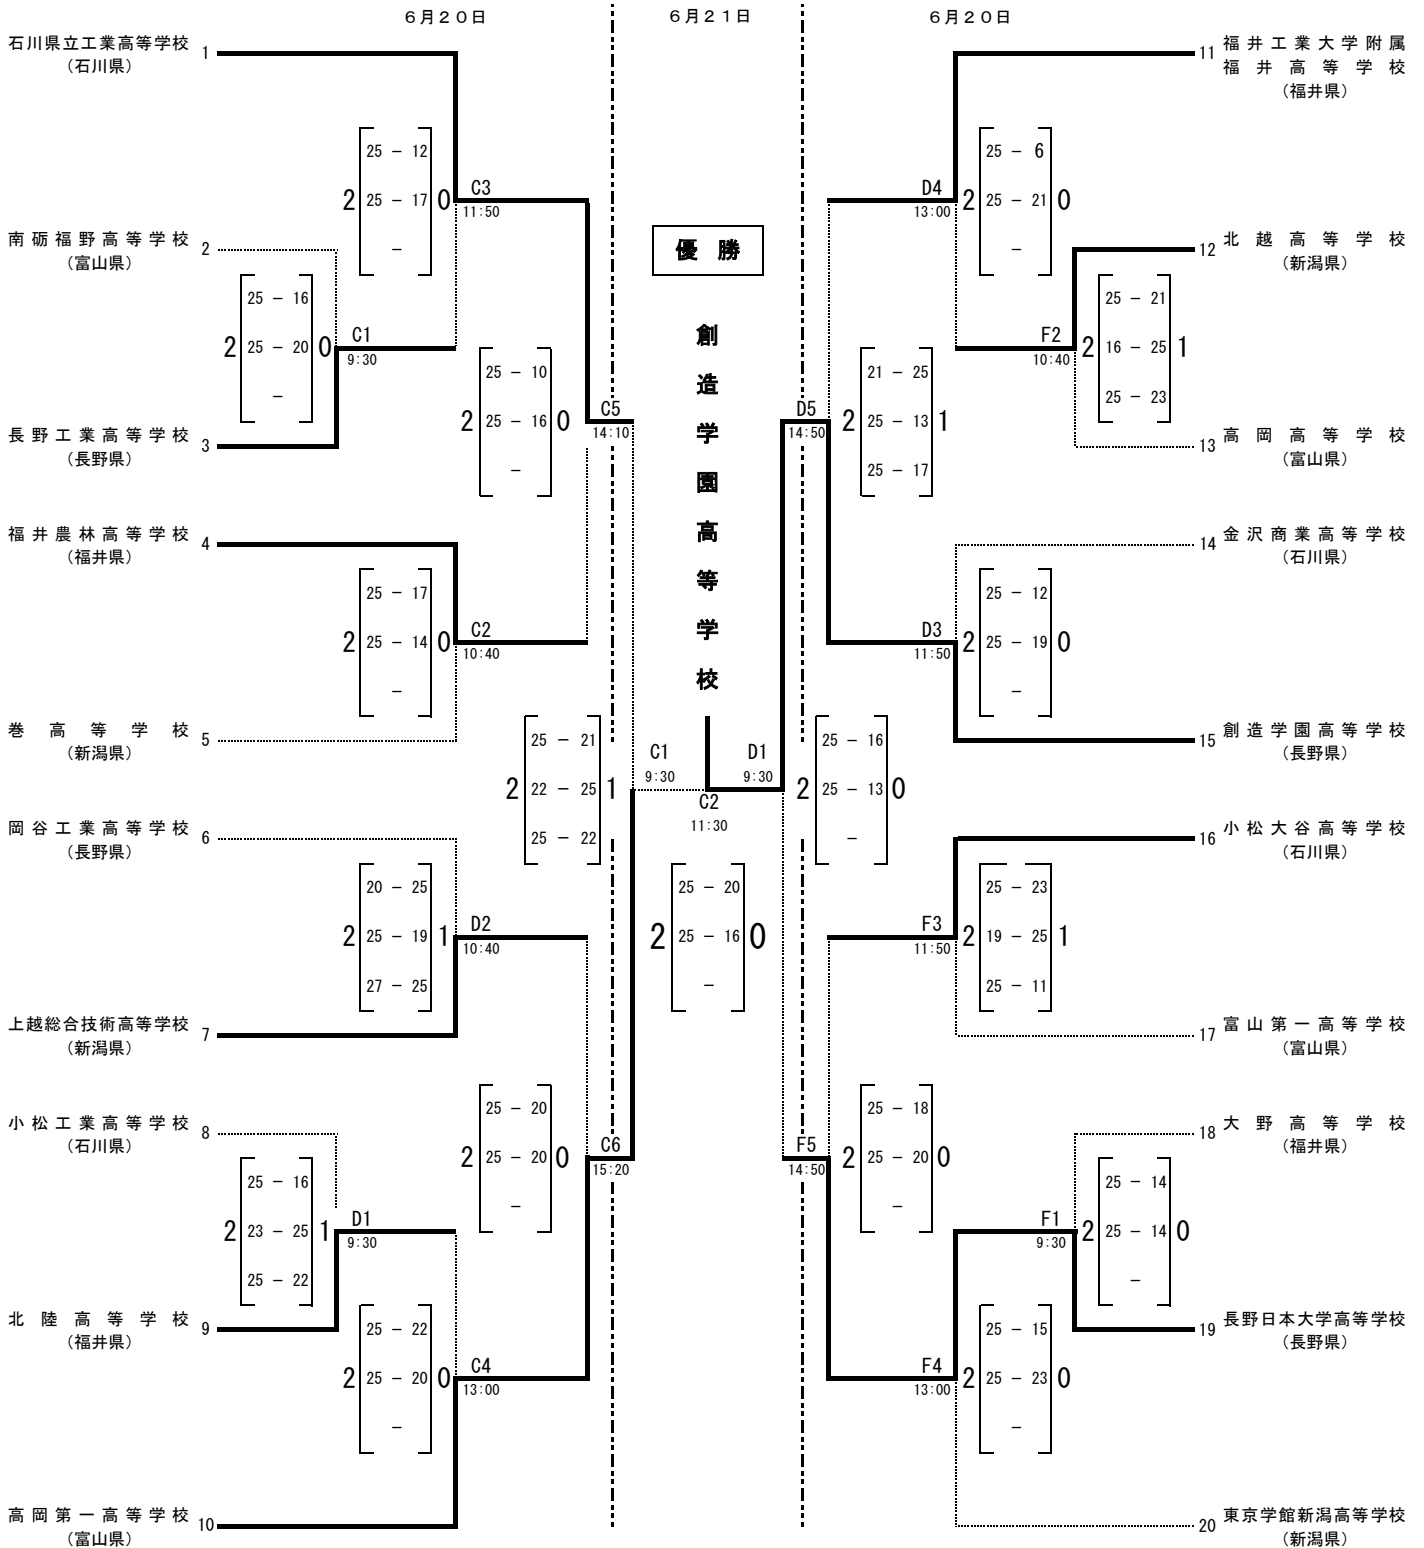 6月20日
6月21日
6月20日
石川県立工業高等学校 1
（石川県）
南砺福野高等学校 2
（富山県）
長野工業高等学校 3
（長野県）
福井農林高等学校 4
（福井県）
巻高等学校 5
（新潟県）
岡谷工業高等学校 6
（長野県）
上越総合技術高等学校 7
（新潟県）
小松工業高等学校 8
（石川県）
北陸高等学校 9
（福井県）
高岡第一高等学校 10
（富山県）
25 － 12
2 25 － 17 0
－
C3
11:50
25 － 16
2 25 － 20 0
－
C1
9:30
25 － 10
2 25 － 16 0
－
C5
14:10
25 － 17
2 25 － 14 0
－
C2
10:40
25 － 21
2 22 － 25 1
25 － 22
20 － 25
2 25 － 19 1
27 － 25
D2
10:40
25 － 20
2 25 － 20 0
－
C6
15:20
25 － 16
2 23 － 25 1
25 － 22
D1
9:30
25 － 22
2 25 － 20 0
－
C4
13:00
優 勝
創造学園高等学校
C1
9:30
D1
9:30
C2
11:30
25 － 20
2 25 － 16 0
－
25 － 6
2 25 － 21 0
－
D4
13:00
25 － 21
2 16 － 25 1
25 － 23
F2
10:40
21 － 25
2 25 － 13 1
25 － 17
D5
14:50
25 － 12
2 25 － 19 0
－
D3
11:50
25 － 16
2 25 － 13 0
－
25 － 23
2 19 － 25 1
25 － 11
F3
11:50
25 － 18
2 25 － 20 0
－
F5
14:50
25 － 14
2 25 － 14 0
－
F1
9:30
25 － 15
2 25 － 23 0
－
F4
13:00
11 福井工業大学附属
福井高等学校
（福井県）
12 北越高等学校
（新潟県）
13 高岡高等学校
（富山県）
14 金沢商業高等学校
（石川県）
15 創造学園高等学校
（長野県）
16 小松大谷高等学校
（石川県）
17 富山第一高等学校
（富山県）
18 大野高等学校
（福井県）
19 長野日本大学高等学校
（長野県）
20 東京学館新潟高等学校
（新潟県）